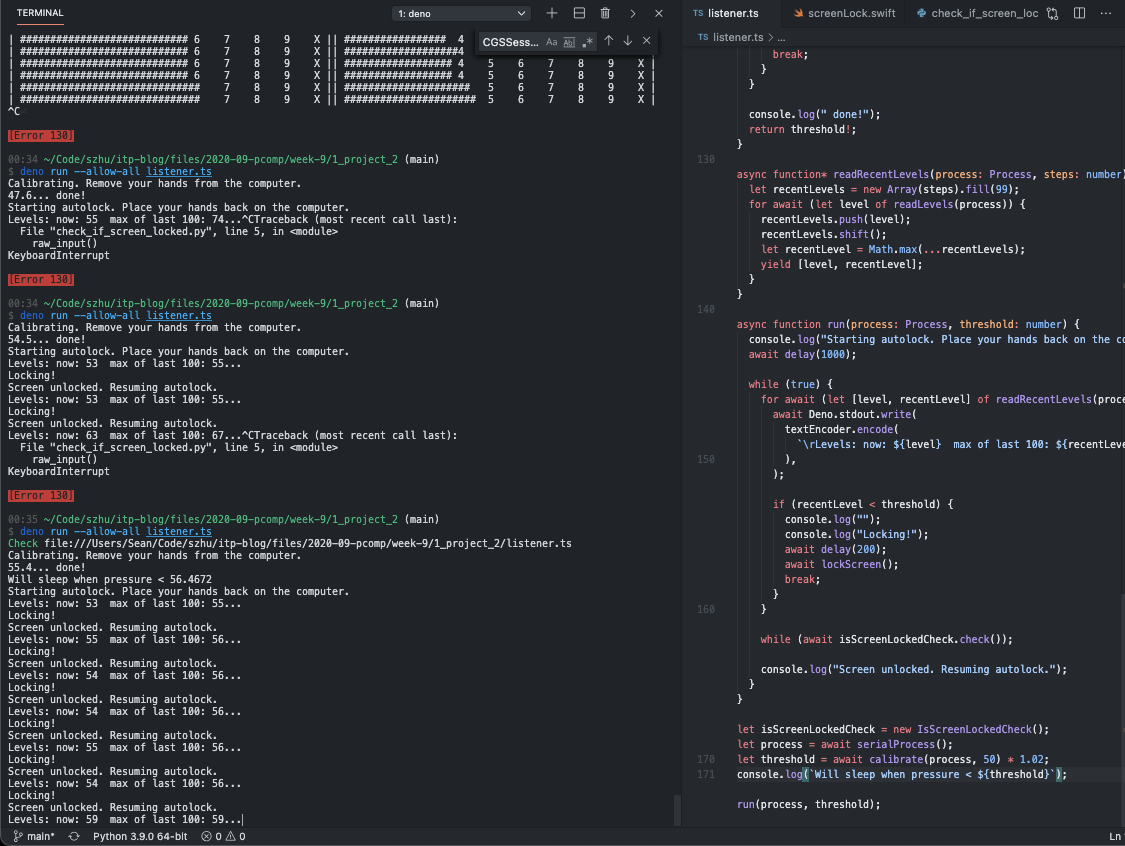 TERMINAL
1: deno
CGSSess... Aa Ab| .*
| ############################ 6 7 8 9 X || ################# 4
| ############################ 6 7 8 9 X || ###################4
| ############################ 6 7 8 9 X || ################## 4 5 6 7 8 9 X |
| ############################ 6 7 8 9 X || ################## 4 5 6 7 8 9 X |
| ############################## 7 8 9 X || ##################### 5 6 7 8 9 X |
| ############################## 7 8 9 X || ###################### 5 6 7 8 9 X |
^C
[Error 130]
00:34 ~/Code/szhu/itp-blog/files/2020-09-pcomp/week-9/1_project_2 (main)
$ deno run --allow-all listener.ts
Calibrating. Remove your hands from the computer.
47.6... done!
Starting autolock. Place your hands back on the computer.
Levels: now: 55  max of last 100: 74...^CTraceback (most recent call last):
  File "check_if_screen_locked.py", line 5, in <module>
    raw_input()
KeyboardInterrupt
[Error 130]
00:34 ~/Code/szhu/itp-blog/files/2020-09-pcomp/week-9/1_project_2 (main)
$ deno run --allow-all listener.ts
Calibrating. Remove your hands from the computer.
54.5... done!
Starting autolock. Place your hands back on the computer.
Levels: now: 53  max of last 100: 55...
Locking!
Screen unlocked. Resuming autolock.
Levels: now: 53  max of last 100: 55...
Locking!
Screen unlocked. Resuming autolock.
Levels: now: 63  max of last 100: 67...^CTraceback (most recent call last):
  File "check_if_screen_locked.py", line 5, in <module>
    raw_input()
KeyboardInterrupt
[Error 130]
00:35 ~/Code/szhu/itp-blog/files/2020-09-pcomp/week-9/1_project_2 (main)
$ deno run --allow-all listener.ts
Check file:///Users/Sean/Code/szhu/itp-blog/files/2020-09-pcomp/week-9/1_project_2/listener.ts
Calibrating. Remove your hands from the computer.
55.4... done!
Will sleep when pressure < 56.4672
Starting autolock. Place your hands back on the computer.
Levels: now: 53  max of last 100: 55...
Locking!
Screen unlocked. Resuming autolock.
Levels: now: 55  max of last 100: 56...
Locking!
Screen unlocked. Resuming autolock.
Levels: now: 54  max of last 100: 56...
Locking!
Screen unlocked. Resuming autolock.
Levels: now: 54  max of last 100: 56...
Locking!
Screen unlocked. Resuming autolock.
Levels: now: 55  max of last 100: 56...
Locking!
Screen unlocked. Resuming autolock.
Levels: now: 54  max of last 100: 56...
Locking!
Screen unlocked. Resuming autolock.
Levels: now: 59  max of last 100: 59...
TS listener.ts
screenLock.swift
check_if_screen_loc
TS listener.ts > ...
break;
}
}
console.log(" done!");
return threshold!;
}
130
async function* readRecentLevels(process: Process, steps: number)
let recentLevels = new Array(steps).fill(99);
for await (let level of readLevels(process)) {
recentLevels.push(level);
recentLevels.shift();
let recentLevel = Math.max(...recentLevels);
yield [level, recentLevel];
}
}
140
async function run(process: Process, threshold: number) {
console.log("Starting autolock. Place your hands back on the co
await delay(1000);
while (true) {
for await (let [level, recentLevel] of readRecentLevels(proce
await Deno.stdout.write(
textEncoder.encode(
`\rLevels: now: ${level}  max of last 100: ${recentLeve
150 ),
);
if (recentLevel < threshold) {
console.log("");
console.log("Locking!");
await delay(200);
await lockScreen();
break;
}
160 }
while (await isScreenLockedCheck.check());
console.log("Screen unlocked. Resuming autolock.");
}
}
let isScreenLockedCheck = new IsScreenLockedCheck();
let process = await serialProcess();
170 let threshold = await calibrate(process, 50) * 1.02;
171 console.log(`Will sleep when pressure < ${threshold}`);
run(process, threshold);
main* Python 3.9.0 64-bit 0 0
Ln